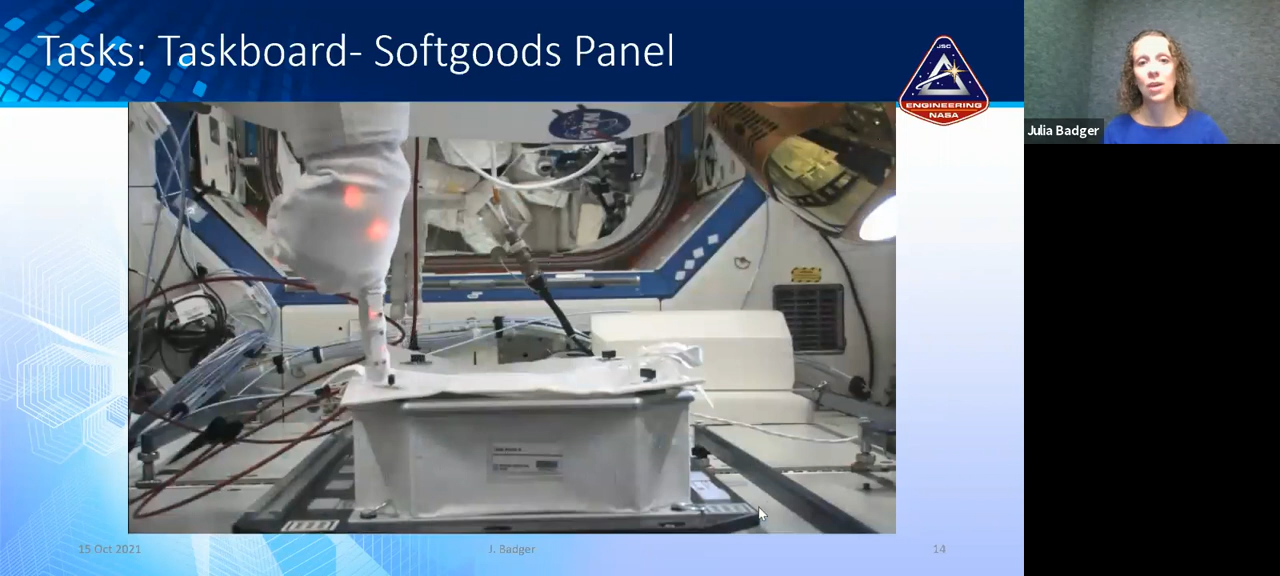 Tasks: Taskboard- Softgoods Panel
JSC
ENGINEERING
NASA
Julia Badger
NASA
15 Oct 2021
J. Badger
14